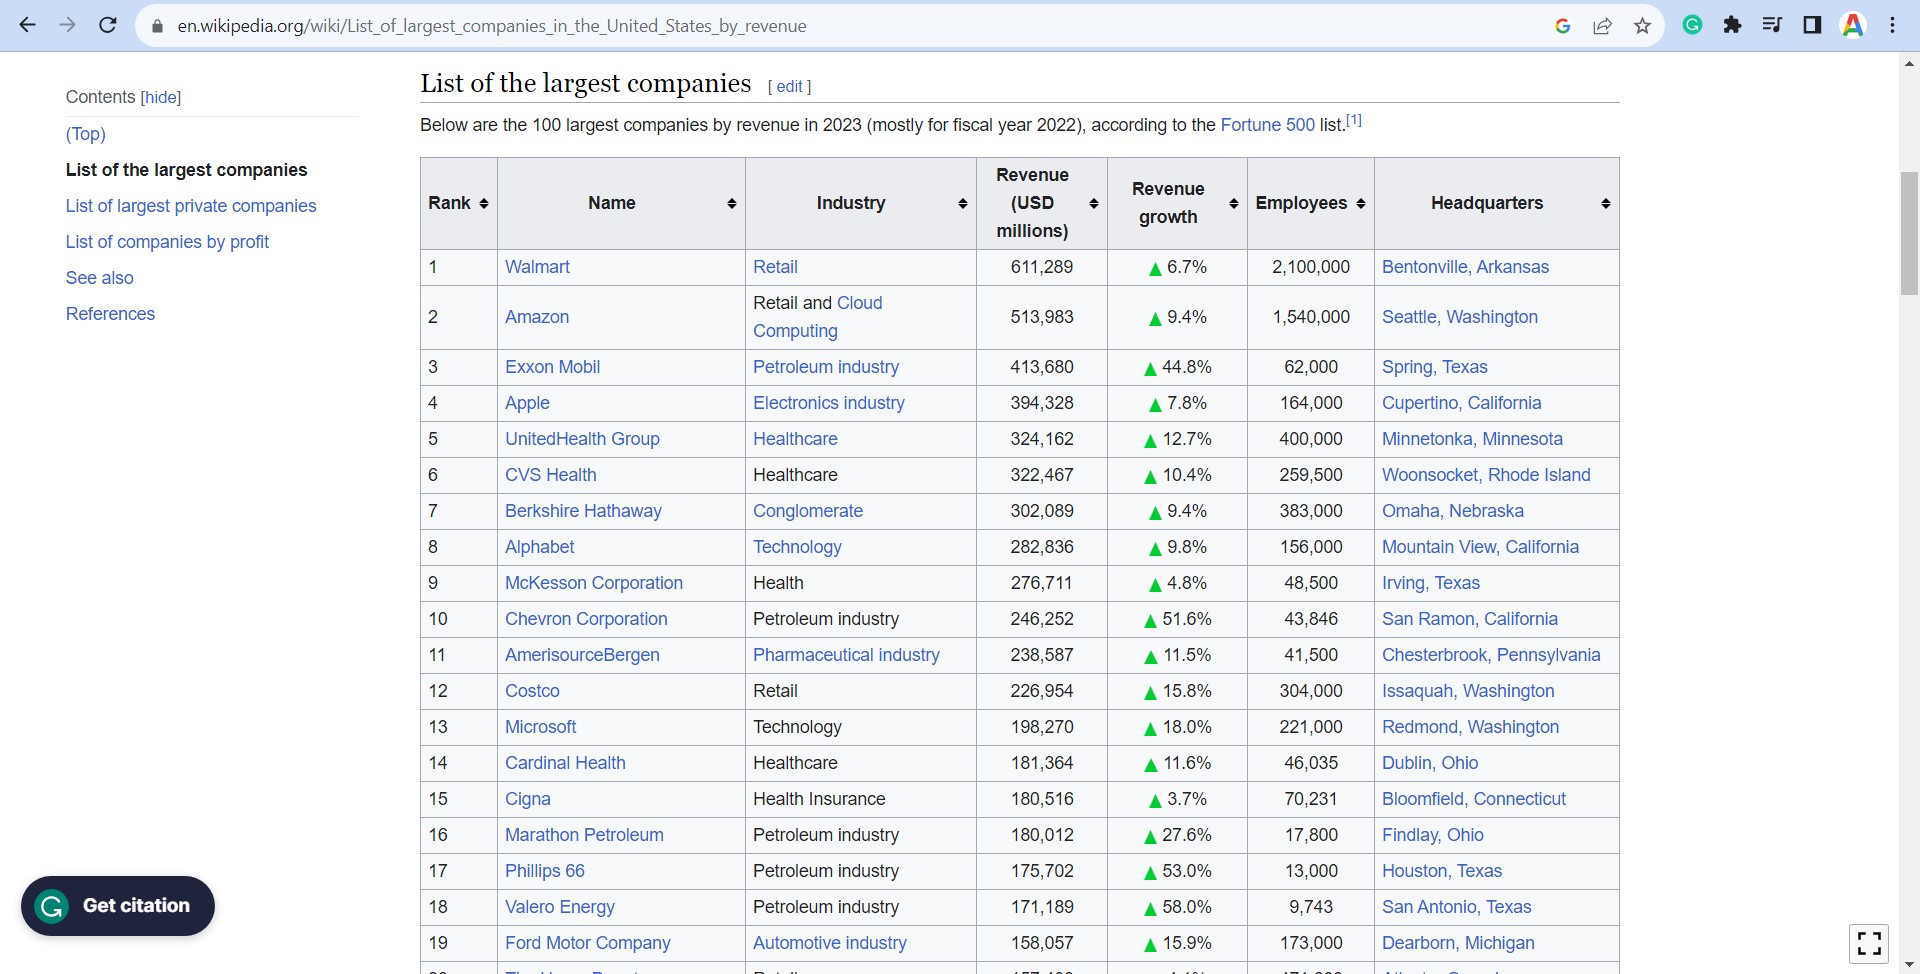 en.wikipedia.org/wiki/List_of_largest_companies_in_the_United_States_by_revenue
Contents [hide]
(Top)
List of the largest companies
List of largest private companies
List of companies by profit
See also
References
List of the largest companies [ edit ]
Below are the 100 largest companies by revenue in 2023 (mostly for fiscal year 2022), according to the Fortune 500 list.[1]
Rank Name Industry Revenue (USD millions) Revenue growth Employees Headquarters
1 Walmart Retail 611,289 ▲ 6.7% 2,100,000 Bentonville, Arkansas
2 Amazon Retail and Cloud Computing 513,983 ▲ 9.4% 1,540,000 Seattle, Washington
3 Exxon Mobil Petroleum industry 413,680 ▲ 44.8% 62,000 Spring, Texas
4 Apple Electronics industry 394,328 ▲ 7.8% 164,000 Cupertino, California
5 UnitedHealth Group Healthcare 324,162 ▲ 12.7% 400,000 Minnetonka, Minnesota
6 CVS Health Healthcare 322,467 ▲ 10.4% 259,500 Woonsocket, Rhode Island
7 Berkshire Hathaway Conglomerate 302,089 ▲ 9.4% 383,000 Omaha, Nebraska
8 Alphabet Technology 282,836 ▲ 9.8% 156,000 Mountain View, California
9 McKesson Corporation Health 276,711 ▲ 4.8% 48,500 Irving, Texas
10 Chevron Corporation Petroleum industry 246,252 ▲ 51.6% 43,846 San Ramon, California
11 AmerisourceBergen Pharmaceutical industry 238,587 ▲ 11.5% 41,500 Chesterbrook, Pennsylvania
12 Costco Retail 226,954 ▲ 15.8% 304,000 Issaquah, Washington
13 Microsoft Technology 198,270 ▲ 18.0% 221,000 Redmond, Washington
14 Cardinal Health Healthcare 181,364 ▲ 11.6% 46,035 Dublin, Ohio
15 Cigna Health Insurance 180,516 ▲ 3.7% 70,231 Bloomfield, Connecticut
16 Marathon Petroleum Petroleum industry 180,012 ▲ 27.6% 17,800 Findlay, Ohio
17 Phillips 66 Petroleum industry 175,702 ▲ 53.0% 13,000 Houston, Texas
18 Valero Energy Petroleum industry 171,189 ▲ 58.0% 9,743 San Antonio, Texas
19 Ford Motor Company Automotive industry 158,057 ▲ 15.9% 173,000 Dearborn, Michigan
Get citation